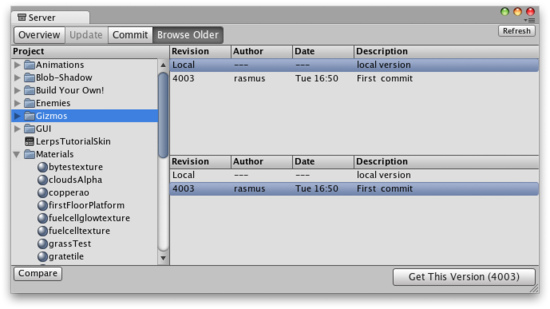 Server
Overview Update Commit Browse Older Refresh
Project
Animations
Blob-Shadow
Build Your Own!
Enemies
Gizmos
GUI
LerpsTutorialSkin
Materials
bytestexture
cloudsAlpha
copperao
firstFloorPlatform
fuelcellglowtexture
fuelcelltexture
grassTest
gratetile
Revision Author Date Description
Local --- --- local version
4003 rasmus Tue 16:50 First commit
Revision Author Date Description
Local --- --- local version
4003 rasmus Tue 16:50 First commit
Compare Get This Version (4003)